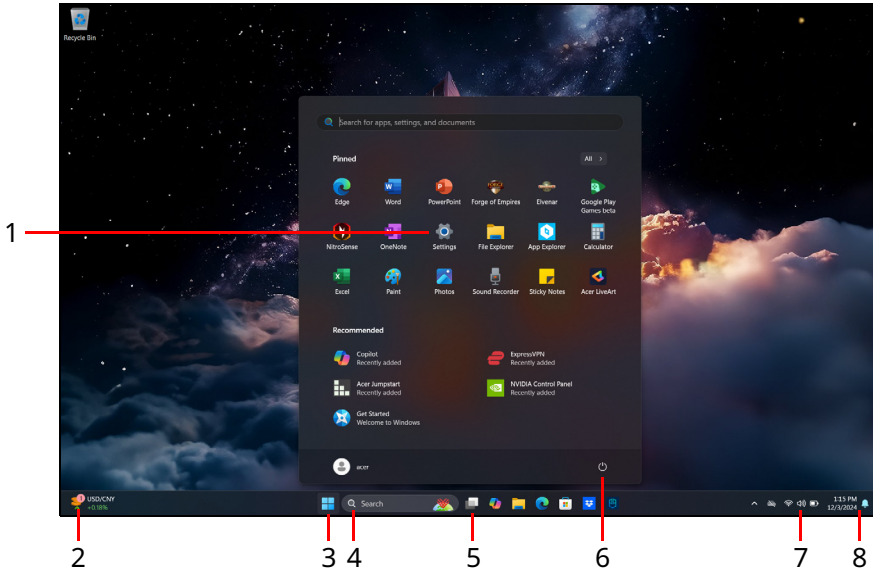 Recycle Bin
Search for apps, settings, and documents
Pinned
All >
Edge
Word
PowerPoint
Forge of Empires
Elvenar
Google Play
Games beta
1
NitroSense
OneNote
Settings
File Explorer
App Explorer
Calculator
Excel
Paint
Photos
Sound Recorder
Sticky Notes
Acer LiveArt
Recommended
Copilot
Recently added
ExpressVPN
Recently added
Acer Jumpstart
Recently added
NVIDIA Control Panel
Recently added
Get Started
Welcome to Windows
acer
1
USD/CNY
+0.18%
Search
1:15 PM
12/3/2024
2
3
4
5
6
7
8